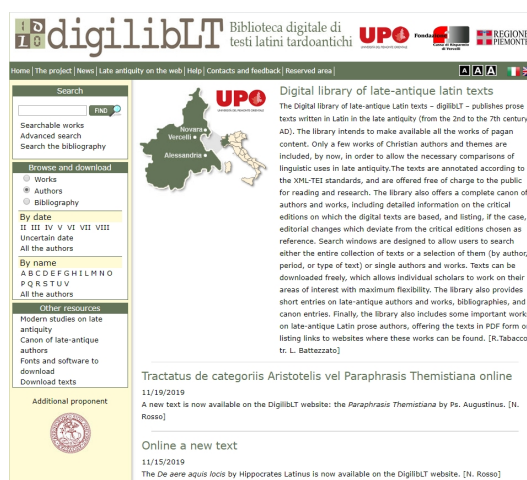 digilibLT
Biblioteca digitale di
testi latini tardoantichi
UPO
Fondazione
Cassa di Risparmio
di Vercelli
REGIONE
PIEMONTE
Home | The project | News | Late antiquity on the web | Help | Contacts and feedback | Reserved area |
A A A
Search
FIND
Searchable works
Advanced search
Search the bibliography
Browse and download
Works
Authors
Bibliography
By date
II III IV V VI VII VIII
Uncertain date
All the authors
By name
A B C D E F G H I L M N O
P Q R S T U V
All the authors
Other resources
Modern studies on late
antiquity
Canon of late-antique
authors
Fonts and software to
download
Download texts
Additional proponent
UPO
Novara
Vercelli
Alessandria
Digital library of late-antique latin texts
The Digital library of late-antique Latin texts – digilibLT – publishes prose
texts written in Latin in the late antiquity (from the 2nd to the 7th century
AD). The library intends to make available all the works of pagan
content. Only a few works of Christian authors and themes are
included, by now, in order to allow the necessary comparisons of
linguistic uses in late antiquity.The texts are annotated according to
the XML-TEI standards, and are offered free of charge to the public
for reading and research. The library also offers a complete canon of
authors and works, including detailed information on the critical
editions on which the digital texts are based, and listing, if the case,
editorial changes which deviate from the critical editions chosen as
reference. Search windows are designed to allow users to search
either the entire collection of texts or a selection of them (by author,
period, or type of text) or single authors and works. Texts can be
downloaded freely, which allows individual scholars to work on their
areas of interest with maximum flexibility. The library also provides
short entries on late-antique authors and works, bibliographies, and
canon entries. Finally, the library also includes some important works
on late-antique Latin prose authors, offering the texts in PDF form or
listing links to websites where these works can be found. [R.Tabacco,
tr. L. Battezzato]
Tractatus de categoriis Aristotelis vel Paraphrasis Themistiana online
11/19/2019
A new text is now available on the DigilibLT website: the Paraphrasis Themistiana by Ps. Augustinus. [N.
Rosso]
Online a new text
11/15/2019
The De aere aquis locis by Hippocrates Latinus is now available on the DigilibLT website. [N. Rosso]